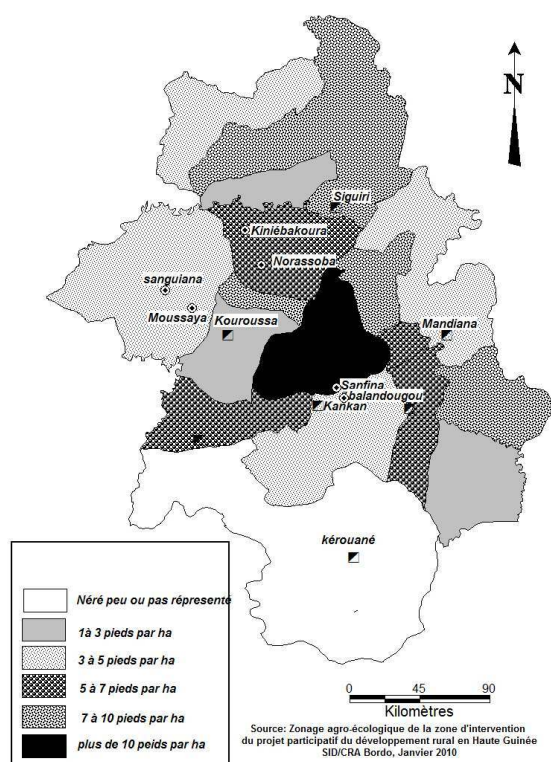 N
Siguiri
Kiniébakoura
Norassoba
sanguiana
Moussaya
Kouroussa
Mandiana
Sanfina
balandougou
Kankan
kérouané
Néré peu ou pas répresenté
1à 3 pieds par ha
3 à 5 pieds par ha
5 à 7 pieds par ha
7 à 10 pieds par ha
plus de 10 peids par ha
0 45 90
Kilomètres
Source: Zonage agro-écologique de la zone d'intervention
du projet participatif du développement rural en Haute Guinée
SID/CRA Bordo, Janvier 2010